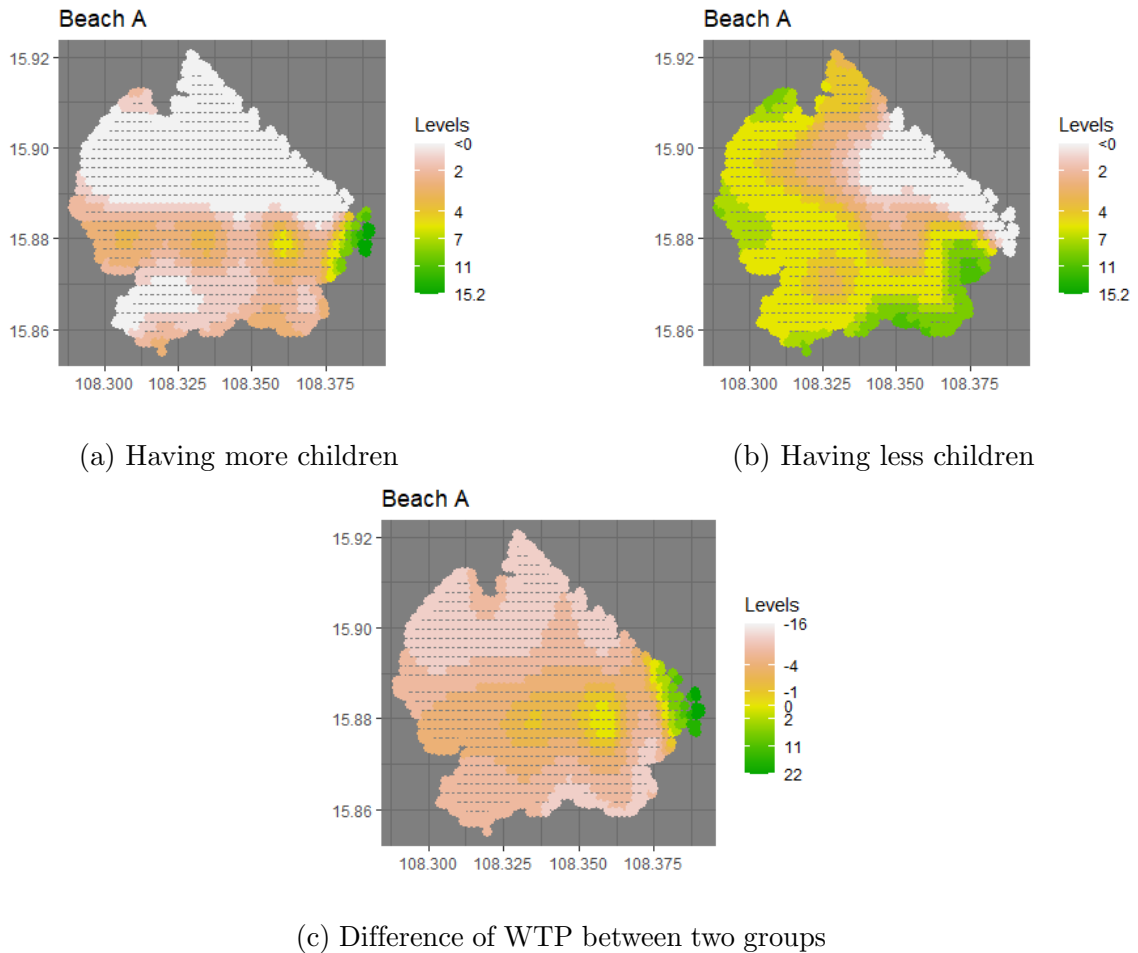 Beach A
15.92
15.90
15.88
15.86
108.300 108.325 108.350 108.375
Levels
<0
2
4
7
11
15.2
(a) Having more children
Beach A
15.92
15.90
15.88
15.86
108.300 108.325 108.350 108.375
Levels
<0
2
4
7
11
15.2
(b) Having less children
Beach A
15.92
15.90
15.88
15.86
108.300 108.325 108.350 108.375
Levels
-16
-4
-1
0
2
11
22
(c) Difference of WTP between two groups